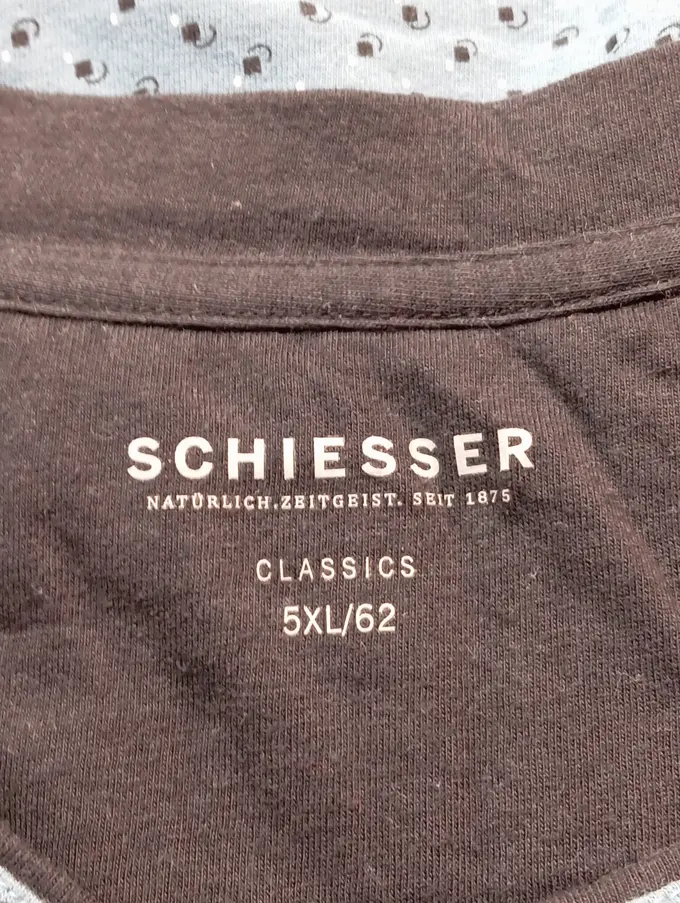 SCHIESSER
NATÜRLICH.ZEITGEIST. SEIT 1875
CLASSICS
5XL/62